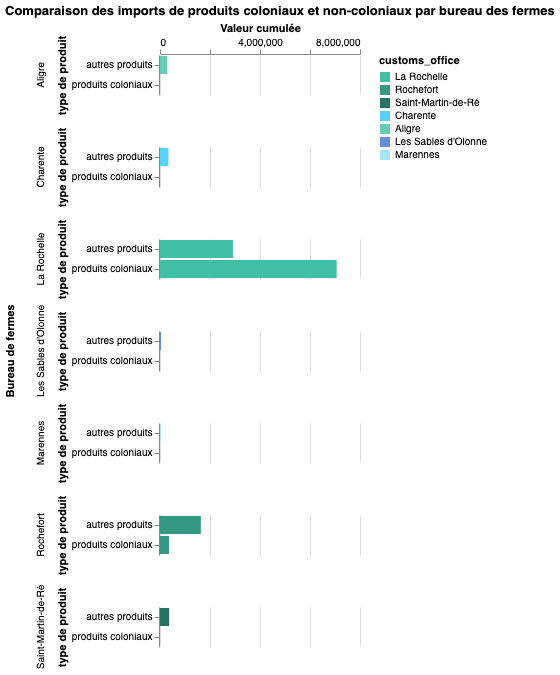 Comparaison des imports de produits coloniaux et non-coloniaux par bureau des fermes
Valeur cumulée
0 4,000,000 8,000,000
Bureau de fermes
Aligre
type de produit
autres produits
produits coloniaux
Charente
type de produit
autres produits
produits coloniaux
La Rochelle
type de produit
autres produits
produits coloniaux
Les Sables d'Olonne
type de produit
autres produits
produits coloniaux
Marennes
type de produit
autres produits
produits coloniaux
Rochefort
type de produit
autres produits
produits coloniaux
Saint-Martin-de-Ré
type de produit
autres produits
produits coloniaux
customs_office
La Rochelle
Rochefort
Saint-Martin-de-Ré
Charente
Aligre
Les Sables d'Olonne
Marennes